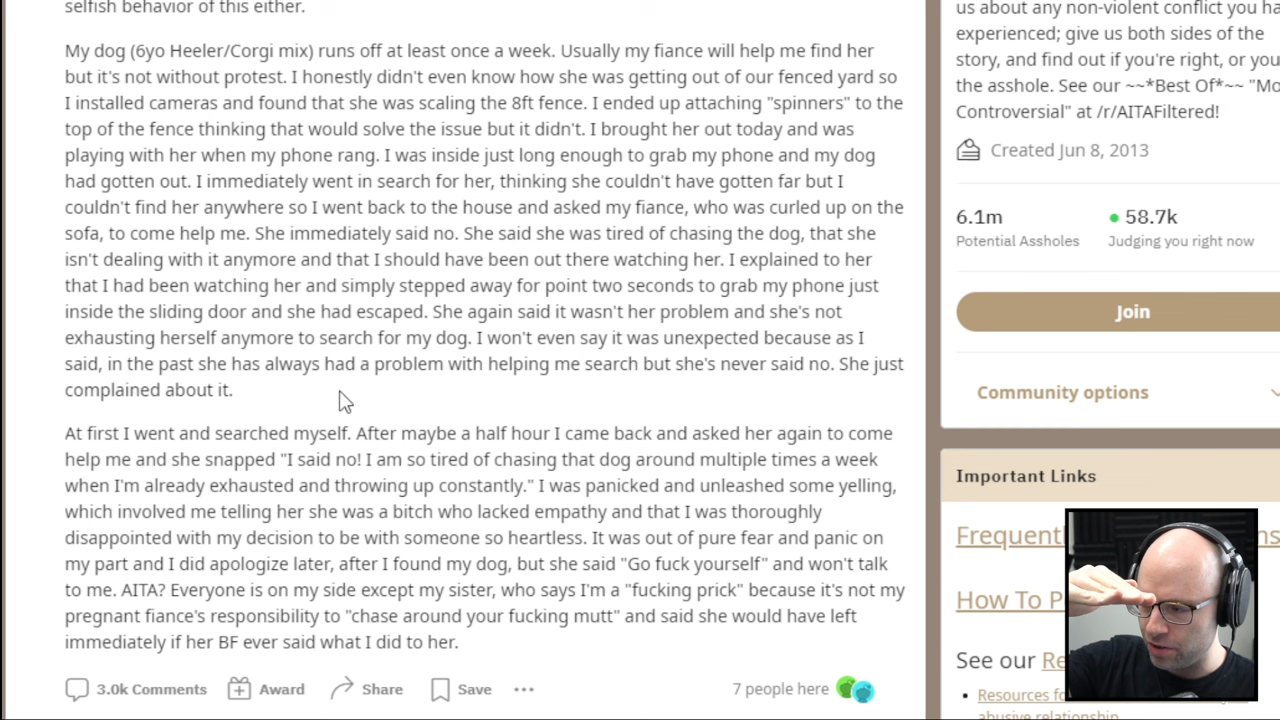 selfish behavior of this either.
My dog (6yo Heeler/Corgi mix) runs off at least once a week. Usually my fiance will help me find her
but it's not without protest. I honestly didn't even know how she was getting out of our fenced yard so
I installed cameras and found that she was scaling the 8ft fence. I ended up attaching "spinners" to the
top of the fence thinking that would solve the issue but it didn't. I brought her out today and was
playing with her when my phone rang. I was inside just long enough to grab my phone and my dog
had gotten out. I immediately went in search for her, thinking she couldn't have gotten far but I
couldn't find her anywhere so I went back to the house and asked my fiance, who was curled up on the
sofa, to come help me. She immediately said no. She said she was tired of chasing the dog, that she
isn't dealing with it anymore and that I should have been out there watching her. I explained to her
that I had been watching her and simply stepped away for point two seconds to grab my phone just
inside the sliding door and she had escaped. She again said it wasn't her problem and she's not
exhausting herself anymore to search for my dog. I won't even say it was unexpected because as I
said, in the past she has always had a problem with helping me search but she's never said no. She just
complained about it.
At first I went and searched myself. After maybe a half hour I came back and asked her again to come
help me and she snapped "I said no! I am so tired of chasing that dog around multiple times a week
when I'm already exhausted and throwing up constantly." I was panicked and unleashed some yelling,
which involved me telling her she was a bitch who lacked empathy and that I was thoroughly
disappointed with my decision to be with someone so heartless. It was out of pure fear and panic on
my part and I did apologize later, after I found my dog, but she said "Go fuck yourself" and won't talk
to me. AITA? Everyone is on my side except my sister, who says I'm a "fucking prick" because it's not my
pregnant fiance's responsibility to "chase around your fucking mutt" and said she would have left
immediately if her BF ever said what I did to her.
3.0k Comments Award Share Save ••• 7 people here
us about any non-violent conflict you ha
experienced; give us both sides of the
story, and find out if you're right, or you
the asshole. See our ~~*Best Of*~~ "Mo
Controversial" at /r/AITAFiltered!
Created Jun 8, 2013
6.1m 58.7k
Potential Assholes Judging you right now
Join
Community options
Important Links
Frequent
How To P
See our Re
• Resources fo
abusive relationship